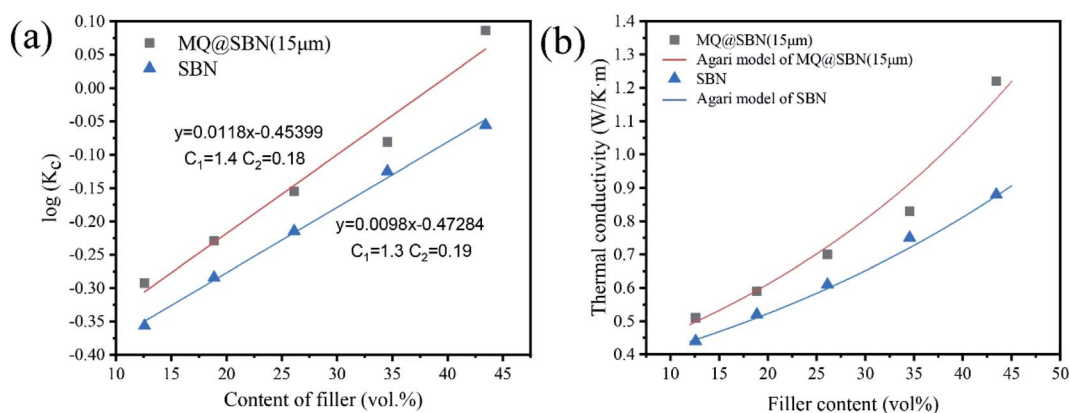 (a)
MQ@SBN(15μm)
SBN
y=0.0118x-0.45399
C₁=1.4 C₂=0.18
y=0.0098x-0.47284
C₁=1.3 C₂=0.19
log (K_C)
0.10
0.05
0.00
-0.05
-0.10
-0.15
-0.20
-0.25
-0.30
-0.35
-0.40
10 15 20 25 30 35 40 45 50
Content of filler (vol.%)
(b)
MQ@SBN(15μm)
Agari model of MQ@SBN(15μm)
SBN
Agari model of SBN
Thermal conductivity (W/K·m)
1.4
1.3
1.2
1.1
1.0
0.9
0.8
0.7
0.6
0.5
0.4
10 15 20 25 30 35 40 45 50
Filler content (vol%)